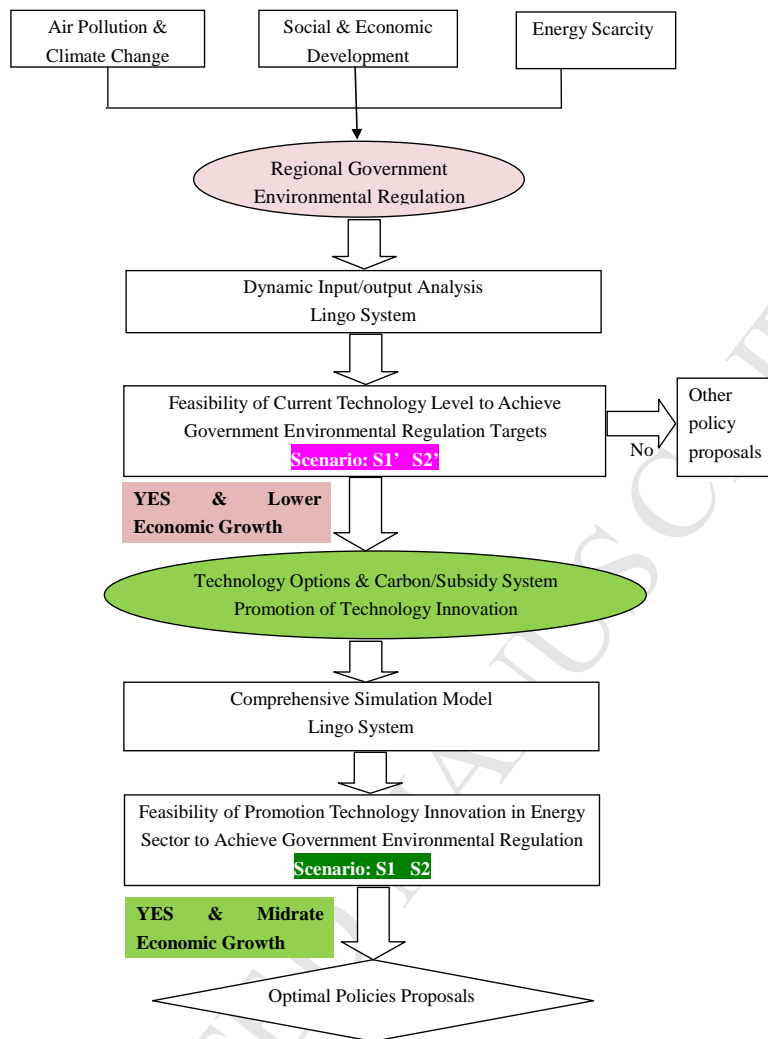 Air Pollution &
Climate Change
Social & Economic
Development
Energy Scarcity
Regional Government
Environmental Regulation
Dynamic Input/output Analysis
Lingo System
Feasibility of Current Technology Level to Achieve
Government Environmental Regulation Targets
Scenario: S1’ S2’
Other
policy
proposals
No
YES & Lower
Economic Growth
Technology Options & Carbon/Subsidy System
Promotion of Technology Innovation
Comprehensive Simulation Model
Lingo System
Feasibility of Promotion Technology Innovation in Energy
Sector to Achieve Government Environmental Regulation
Scenario: S1 S2
YES & Midrate
Economic Growth
Optimal Policies Proposals